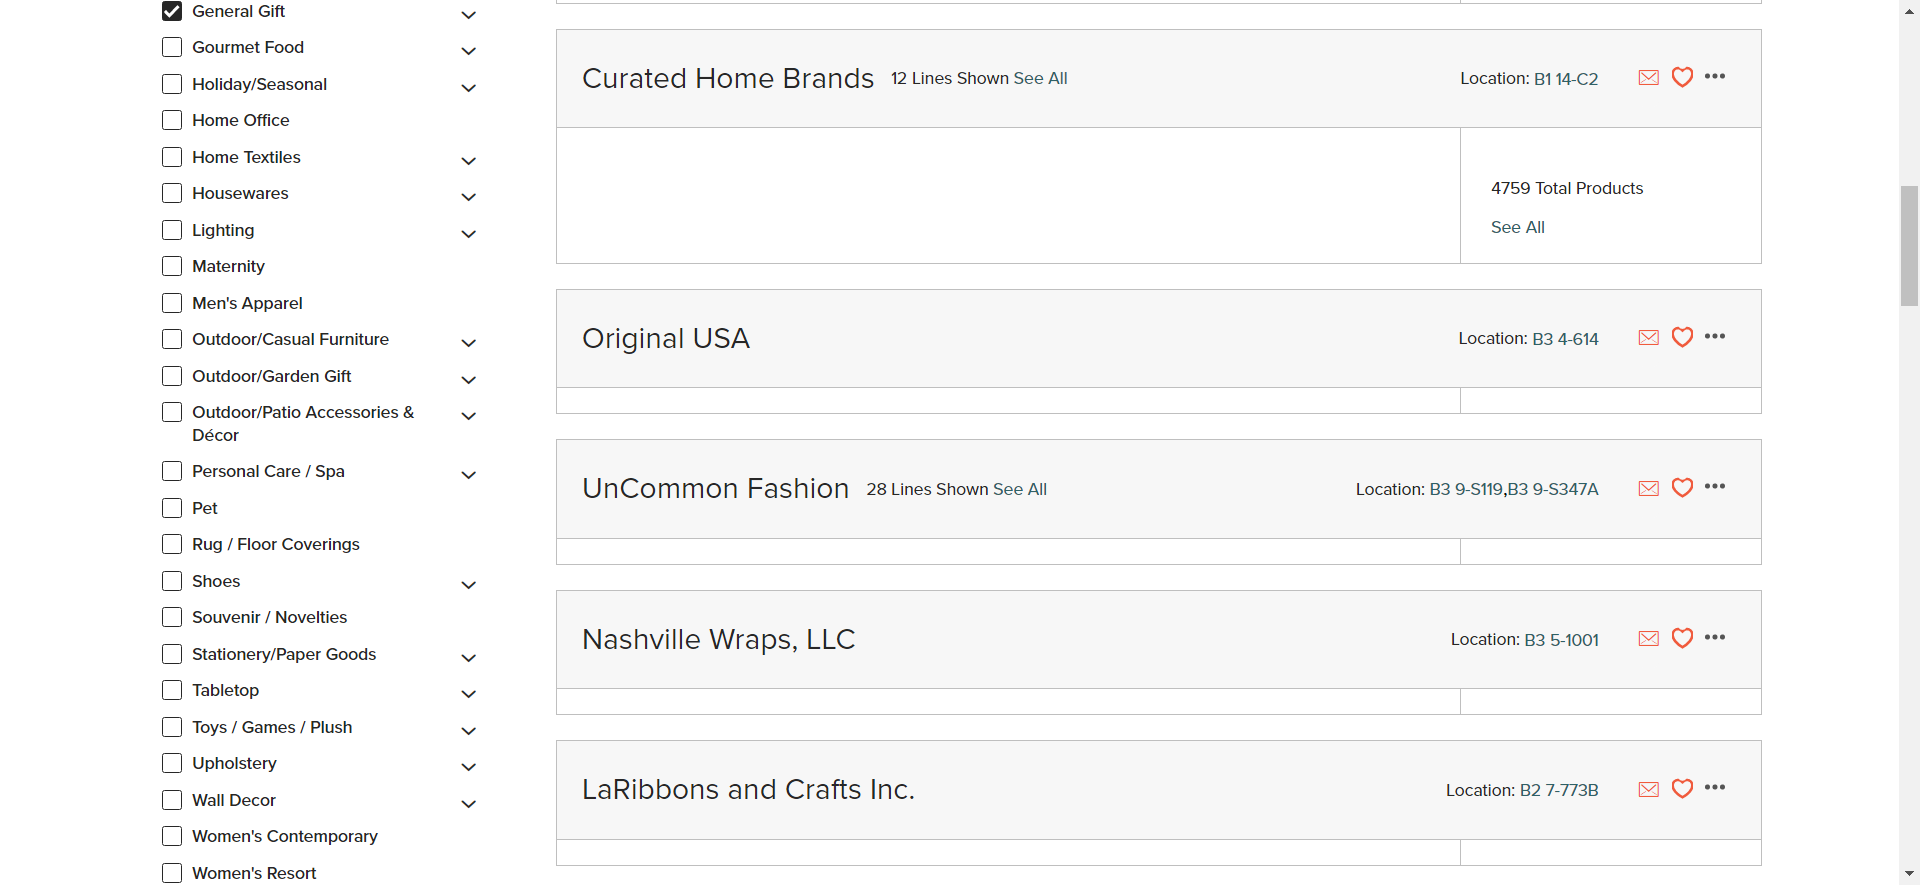 General Gift
Gourmet Food
Holiday/Seasonal
Home Office
Home Textiles
Housewares
Lighting
Maternity
Men's Apparel
Outdoor/Casual Furniture
Outdoor/Garden Gift
Outdoor/Patio Accessories &
Décor
Personal Care / Spa
Pet
Rug / Floor Coverings
Shoes
Souvenir / Novelties
Stationery/Paper Goods
Tabletop
Toys / Games / Plush
Upholstery
Wall Decor
Women's Contemporary
Women's Resort
Curated Home Brands 12 Lines Shown See All Location: B1 14-C2
4759 Total Products
See All
Original USA Location: B3 4-614
UnCommon Fashion 28 Lines Shown See All Location: B3 9-S119,B3 9-S347A
Nashville Wraps, LLC Location: B3 5-1001
LaRibbons and Crafts Inc. Location: B2 7-773B